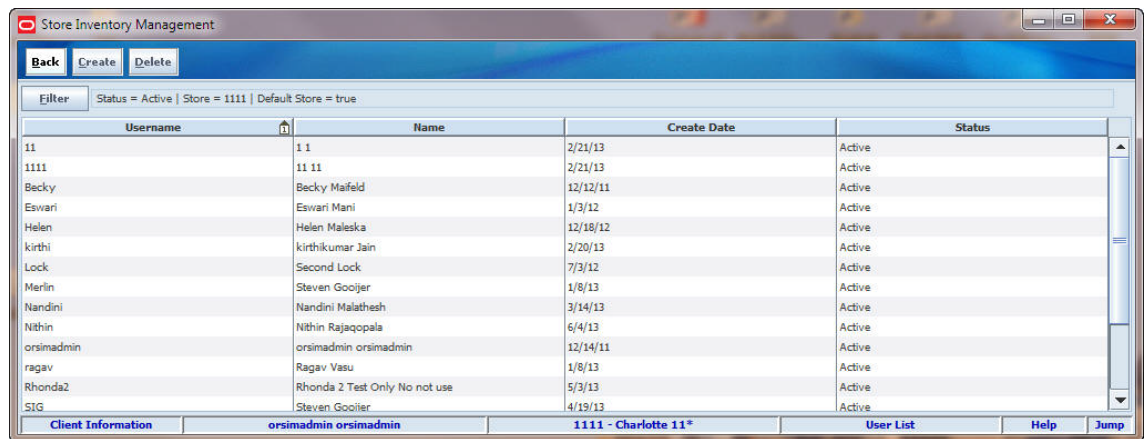 Store Inventory Management
Back Create Delete
Filter Status = Active | Store = 1111 | Default Store = true
Username 1 Name Create Date Status
11 1 1 2/21/13 Active
1111 11 11 2/21/13 Active
Becky Becky Maifeld 12/12/11 Active
Eswari Eswari Mani 1/3/12 Active
Helen Helen Maleska 12/18/12 Active
kirthi kirthikumar Jain 2/20/13 Active
Lock Second Lock 7/3/12 Active
Merlin Steven Gooijer 1/8/13 Active
Nandini Nandini Malathesh 3/14/13 Active
Nithin Nithin Rajaqopala 6/4/13 Active
orsimadmin orsimadmin orsimadmin 12/14/11 Active
ragav Ragav Vasu 1/8/13 Active
Rhonda2 Rhonda 2 Test Only No not use 5/3/13 Active
SIG Steven Gooijer 4/19/13 Active
Client Information orsimadmin orsimadmin 1111 - Charlotte 11* User List Help Jump